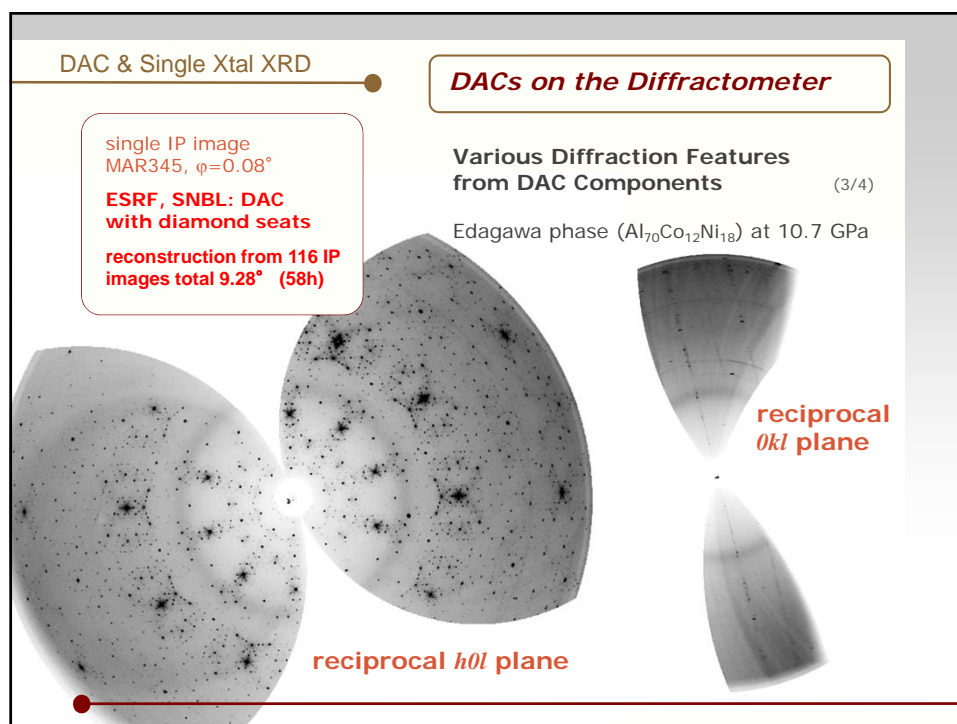 DAC & Single Xtal XRD
DACs on the Diffractometer
single IP image
MAR345, φ=0.08°
ESRF, SNBL: DAC
with diamond seats
reconstruction from 116 IP
images total 9.28° (58h)
Various Diffraction Features
from DAC Components (3/4)
Edagawa phase (Al₇₀Co₁₂Ni₁₈) at 10.7 GPa
reciprocal
0kl plane
reciprocal h0l plane